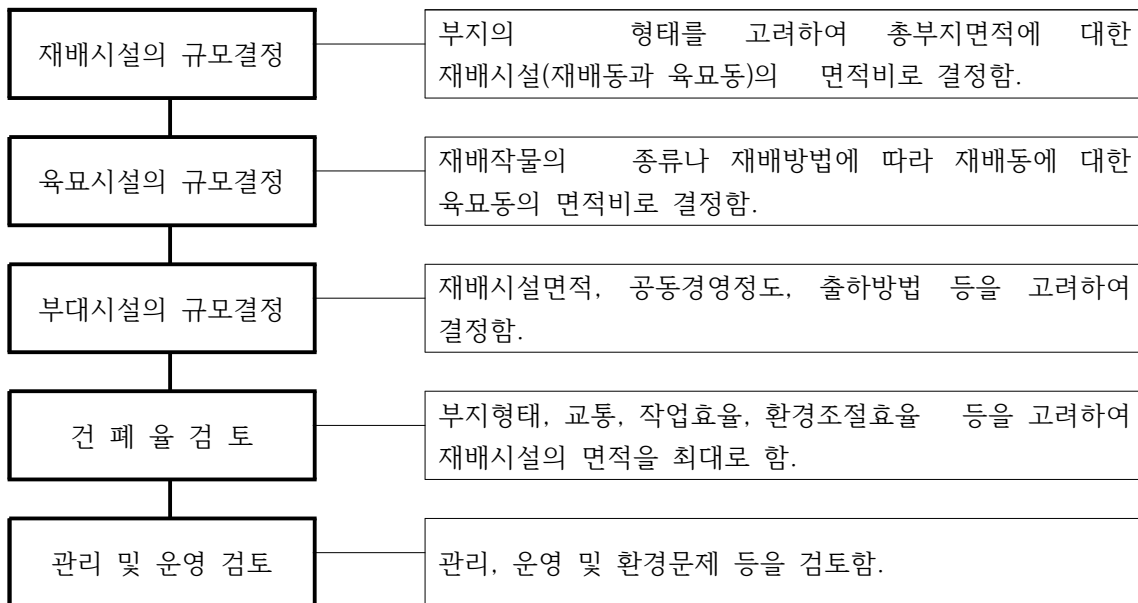 재배시설의 규모결정
부지의 형태를 고려하여 총부지면적에 대한
재배시설(재배동과 육묘동)의 면적비로 결정함.
육묘시설의 규모결정
재배작물의 종류나 재배방법에 따라 재배동에 대한
육묘동의 면적비로 결정함.
부대시설의 규모결정
재배시설면적, 공동경영정도, 출하방법 등을 고려하여
결정함.
건 폐 율 검 토
부지형태, 교통, 작업효율, 환경조절효율 등을 고려하여
재배시설의 면적을 최대로 함.
관리 및 운영 검토
관리, 운영 및 환경문제 등을 검토함.